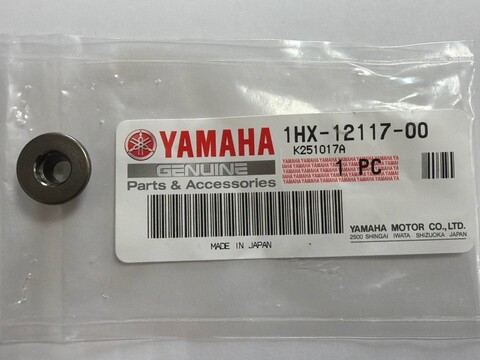 YAMAHA
GENUINE
Parts & Accessories
1HX-12117-00
K251017A
1 PC
MADE IN JAPAN
YAMAHA MOTOR CO.,LTD.
2500 SHINGAI IWATA SHIZUOKA JAPAN